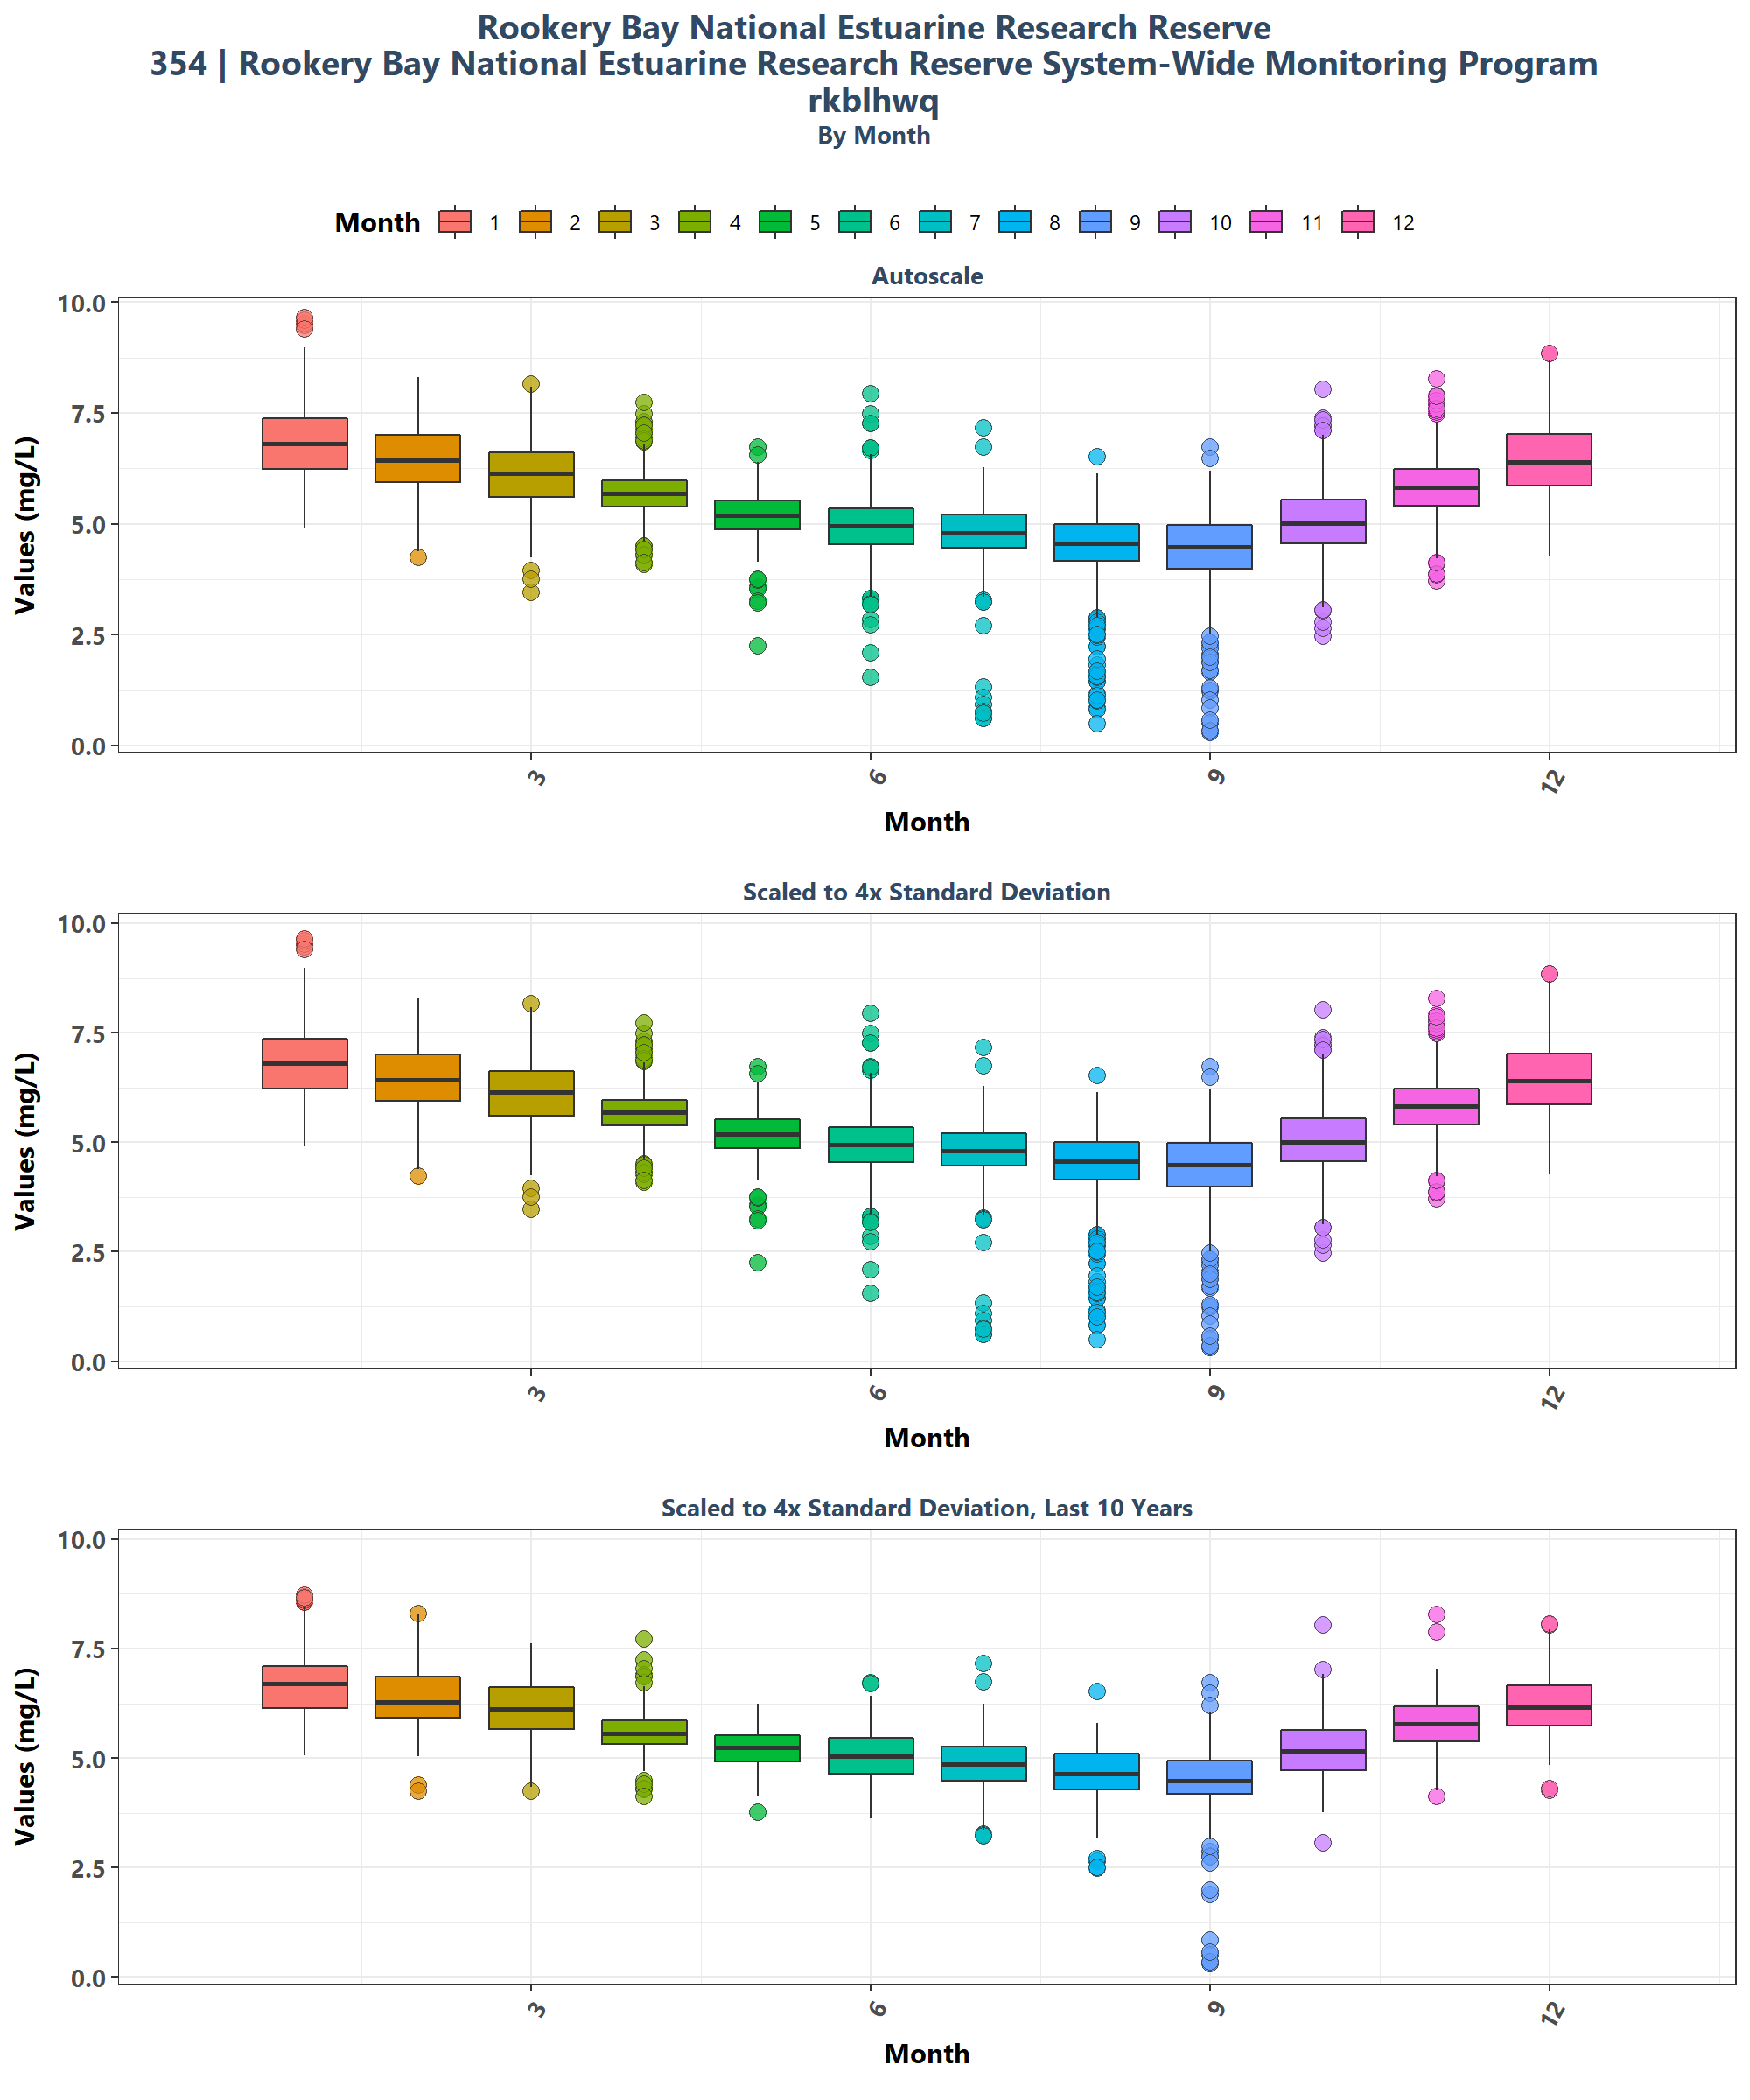 Rookery Bay National Estuarine Research Reserve
354 | Rookery Bay National Estuarine Research Reserve System-Wide Monitoring Program
rkblhwq
By Month
Month 1 2 3 4 5 6 7 8 9 10 11 12
Autoscale
Values (mg/L)
10.0
7.5
5.0
2.5
0.0
3 6 9 12
Month
Scaled to 4x Standard Deviation
Values (mg/L)
10.0
7.5
5.0
2.5
0.0
3 6 9 12
Month
Scaled to 4x Standard Deviation, Last 10 Years
Values (mg/L)
10.0
7.5
5.0
2.5
0.0
3 6 9 12
Month